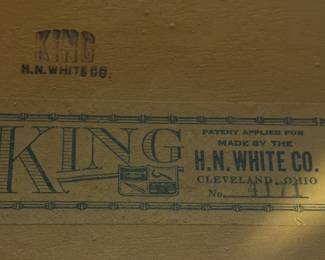 KING
H.N. WHITE CO.
KING
PATENT APPLIED FOR
MADE BY THE
H.N. WHITE CO.
CLEVELAND, OHIO
No.